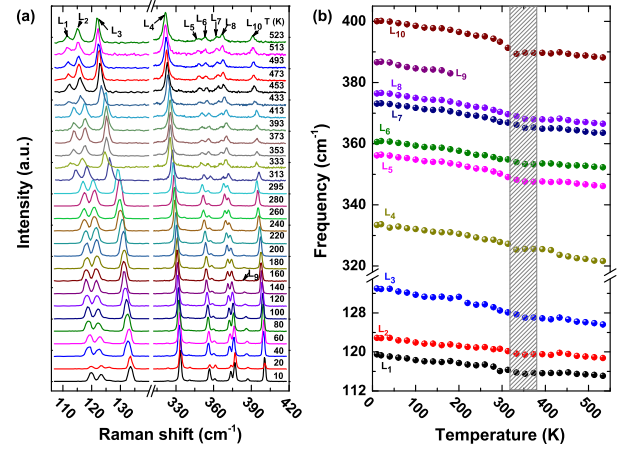 (a)
L1 L2 L3 L4 L5 L6 L7 L8 L10 T (K)
523
513
493
473
453
433
413
393
373
353
333
313
295
280
260
240
220
200
180
160
L9
140
120
100
80
60
40
20
10
Intensity (a.u.)
110 120 130 330 360 390 420
Raman shift (cm-1)
(b)
400
390
380
370
360
350
340
330
320
128
120
112
Frequency (cm-1)
L10
L9
L8
L7
L6
L5
L4
L3
L2
L1
0 100 200 300 400 500
Temperature (K)